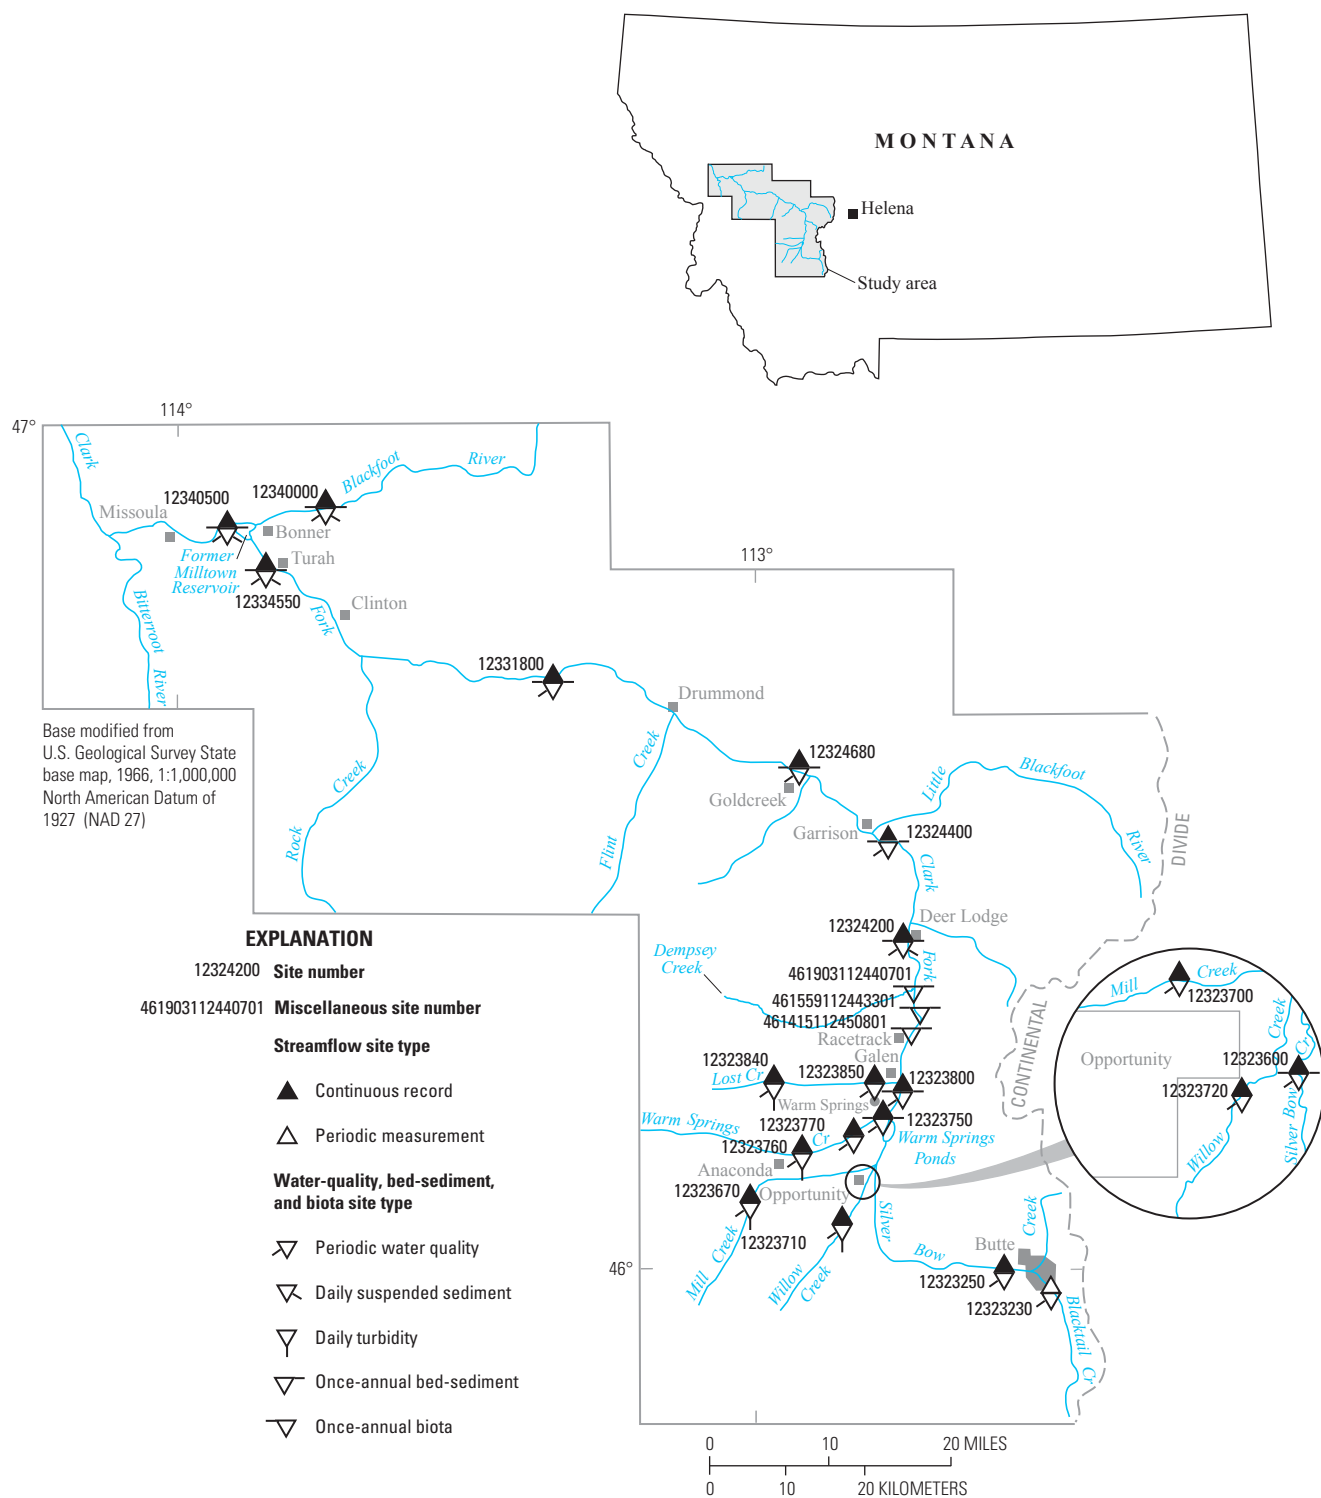 MONTANA
Helena
Study area
114°
47°
Clark
Blackfoot
River
12340500
12340000
Missoula
Bonner
Former
Milltown
Reservoir
Turah
113°
12334550
Clinton
Fork
Bitterroot
River
12331800
Drummond
Base modified from
U.S. Geological Survey State
base map, 1966, 1:1,000,000
North American Datum of
1927 (NAD 27)
Rock
Creek
Flint
Creek
12324680
Goldcreek
Little
Blackfoot
River
Garrison
12324400
DIVIDE
Clark
Deer Lodge
12324200
Fork
Dempsey
Creek
461903112440701
461559112443301
461415112450801
Racetrack
Galen
CONTINENTAL
12323840
12323850
12323800
Lost Cr
Warm Springs
12323750
Warm Springs
Cr
12323770
12323760
Warm Springs
Ponds
Anaconda
12323670
Opportunity
12323710
Mill
Creek
Willow
Creek
Silver
Bow
Creek
Butte
46°
12323250
12323230
Blacktail
Cr
Mill
Creek
12323700
Opportunity
Creek
Cr
12323600
12323720
Willow
Silver Bow
EXPLANATION
12324200 Site number
461903112440701 Miscellaneous site number
Streamflow site type
Continuous record
Periodic measurement
Water-quality, bed-sediment,
and biota site type
Periodic water quality
Daily suspended sediment
Daily turbidity
Once-annual bed-sediment
Once-annual biota
0 10 20 MILES
0 10 20 KILOMETERS